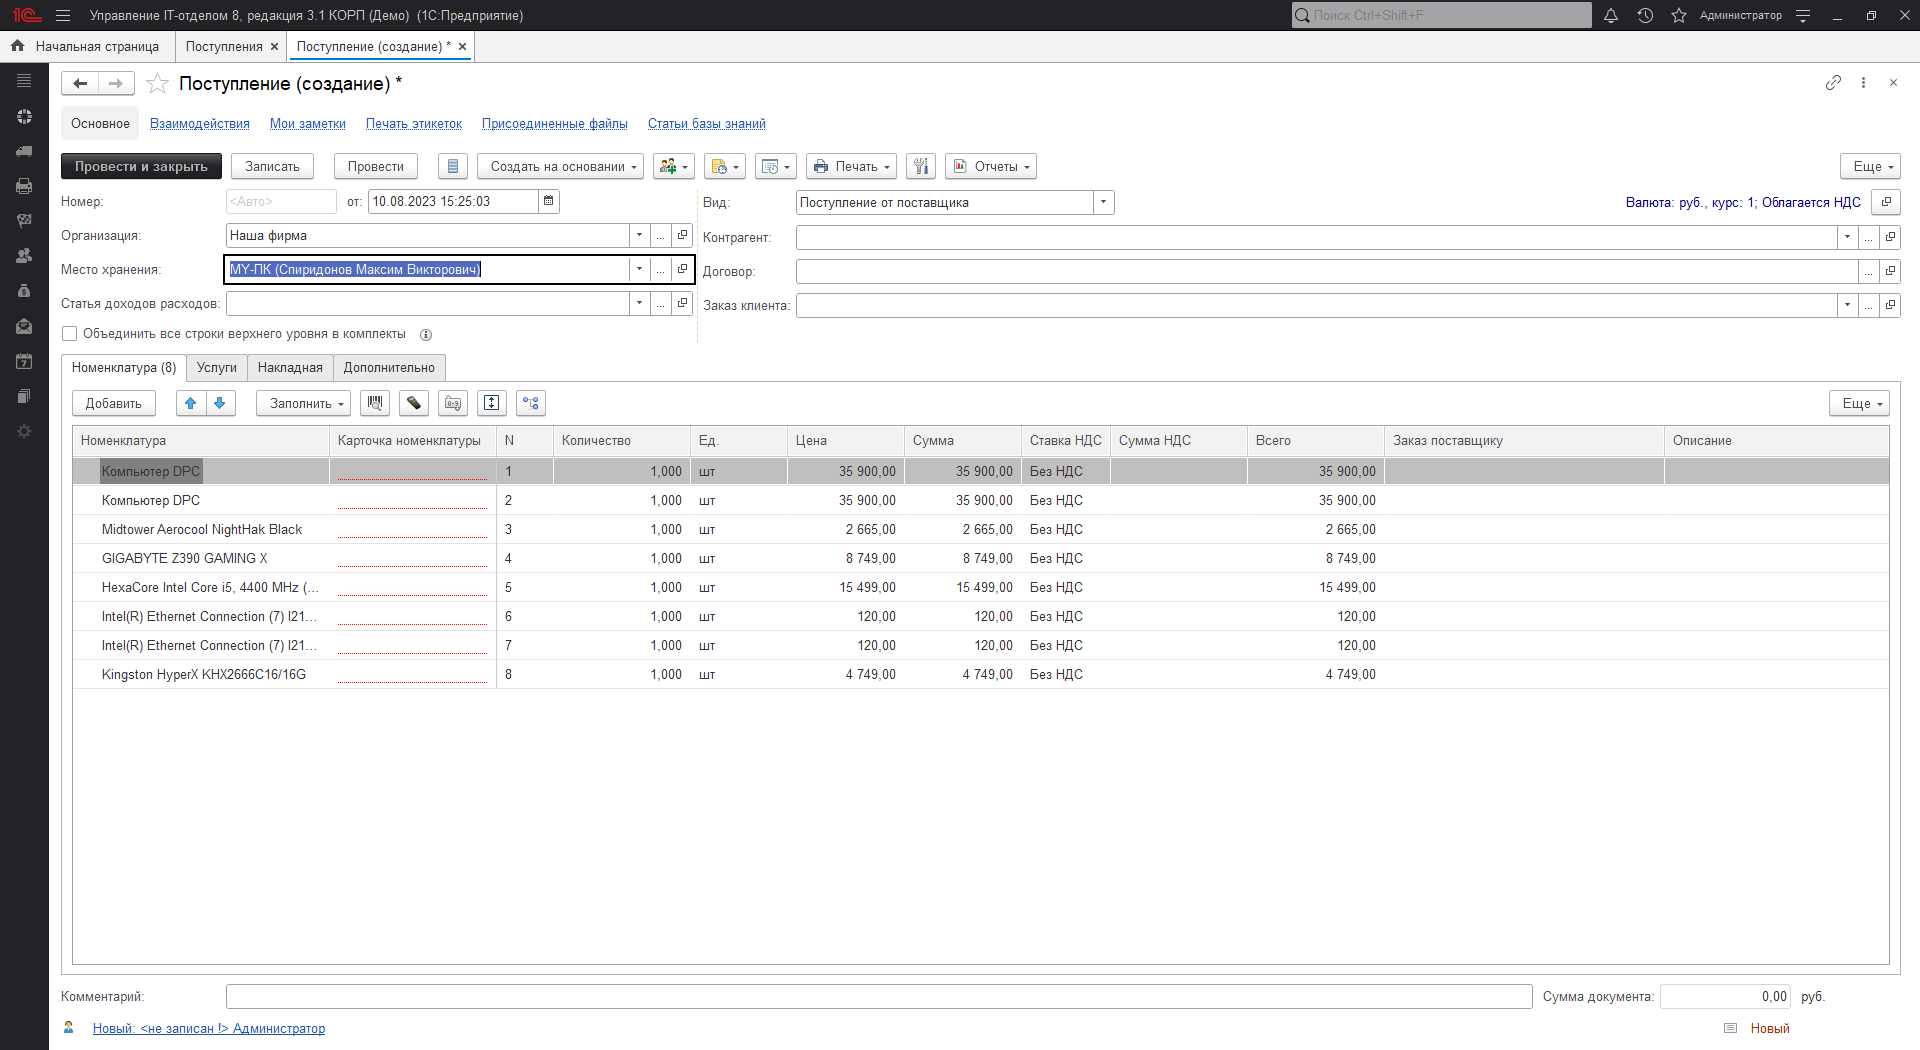 1С Управление IT-отделом 8, редакция 3.1 КОРП (Демо) (1С:Предприятие) Поиск Ctrl+Shift+F Администратор
Начальная страница Поступления × Поступление (создание) * ×
Поступление (создание) *
Основное Взаимодействия Мои заметки Печать этикеток Присоединенные файлы Статьи базы знаний
Провести и закрыть Записать Провести Создать на основании Печать Отчеты Еще
Номер: <Авто> от: 10.08.2023 15:25:03 Вид: Поступление от поставщика Валюта: руб., курс: 1; Облагается НДС
Организация: Наша фирма Контрагент:
Место хранения: MY-ПК (Спиридонов Максим Викторович) Договор:
Статья доходов расходов: Заказ клиента:
Объединить все строки верхнего уровня в комплекты
Номенклатура (8) Услуги Накладная Дополнительно
Добавить Заполнить Еще
Номенклатура Карточка номенклатуры N Количество Ед. Цена Сумма Ставка НДС Сумма НДС Всего Заказ поставщику Описание
Компьютер DPC 1 1,000 шт 35 900,00 35 900,00 Без НДС 35 900,00
Компьютер DPC 2 1,000 шт 35 900,00 35 900,00 Без НДС 35 900,00
Midtower Aerocool NightHak Black 3 1,000 шт 2 665,00 2 665,00 Без НДС 2 665,00
GIGABYTE Z390 GAMING X 4 1,000 шт 8 749,00 8 749,00 Без НДС 8 749,00
HexaCore Intel Core i5, 4400 MHz (... 5 1,000 шт 15 499,00 15 499,00 Без НДС 15 499,00
Intel(R) Ethernet Connection (7) I21... 6 1,000 шт 120,00 120,00 Без НДС 120,00
Intel(R) Ethernet Connection (7) I21... 7 1,000 шт 120,00 120,00 Без НДС 120,00
Kingston HyperX KHX2666C16/16G 8 1,000 шт 4 749,00 4 749,00 Без НДС 4 749,00
Комментарий: Сумма документа: 0,00 руб.
Новый: <не записан !> Администратор Новый